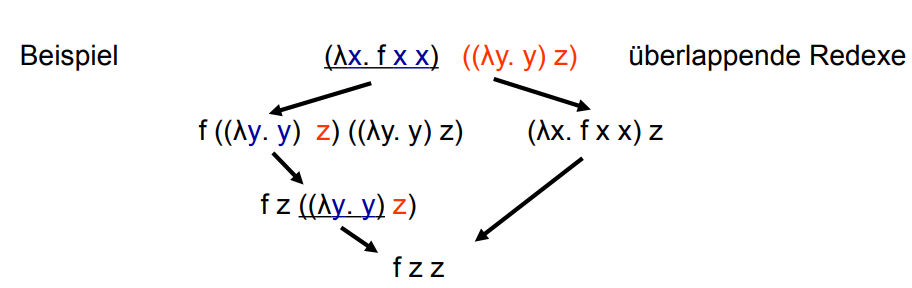 Beispiel (λx. f x x) ((λy. y) z) überlappende Redexe
f ((λy. y) z) ((λy. y) z) (λx. f x x) z
f z ((λy. y) z)
f z z